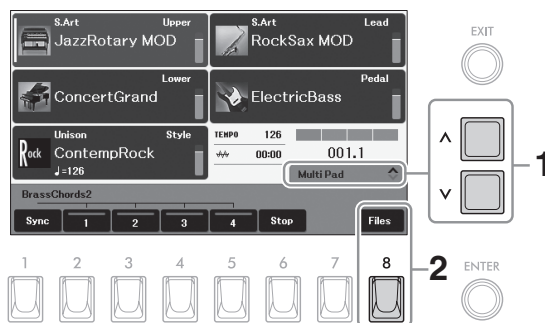 S.Art Upper
JazzRotary MOD
S.Art Lead
RockSax MOD
EXIT
Lower
ConcertGrand
Pedal
ElectricBass
Unison Style
Rock
ContempRock
♩=126
TEMPO 126
00:00 001.1
Multi Pad
1
BrassChords2
Sync 1 2 3 4 Stop Files
1 2 3 4 5 6 7 8
2
ENTER